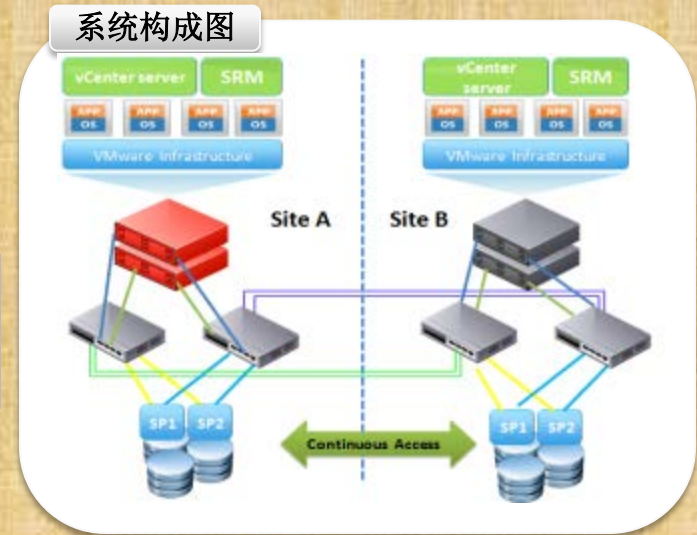 系统构成图
vCenter server
SRM
vCenter
server
SRM
APP
OS
APP
OS
APP
OS
APP
OS
APP
OS
APP
OS
APP
OS
APP
OS
VMware Infrastructure
VMware Infrastructure
Site A
Site B
SP1
SP2
Continuous Access
SP1
SP2